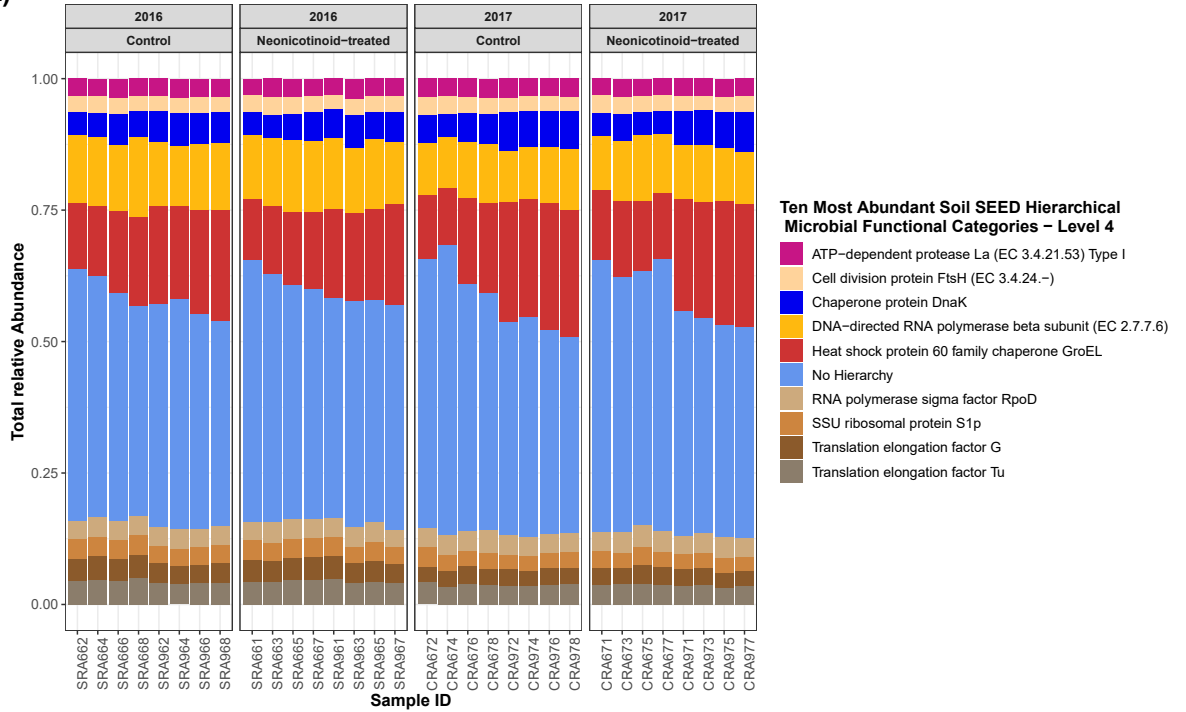 )
2016
2016
2017
2017
Control
Neonicotinoid−treated
Control
Neonicotinoid−treated
Total relative Abundance
1.00
0.75
0.50
0.25
0.00
SRA662
SRA664
SRA666
SRA668
SRA962
SRA964
SRA966
SRA968
SRA661
SRA663
SRA665
SRA667
SRA961
SRA963
SRA965
SRA967
CRA672
CRA674
CRA676
CRA678
CRA972
CRA974
CRA976
CRA978
CRA671
CRA673
CRA675
CRA677
CRA971
CRA973
CRA975
CRA977
Sample ID
Ten Most Abundant Soil SEED Hierarchical
Microbial Functional Categories − Level 4
ATP−dependent protease La (EC 3.4.21.53) Type I
Cell division protein FtsH (EC 3.4.24.−)
Chaperone protein DnaK
DNA−directed RNA polymerase beta subunit (EC 2.7.7.6)
Heat shock protein 60 family chaperone GroEL
No Hierarchy
RNA polymerase sigma factor RpoD
SSU ribosomal protein S1p
Translation elongation factor G
Translation elongation factor Tu